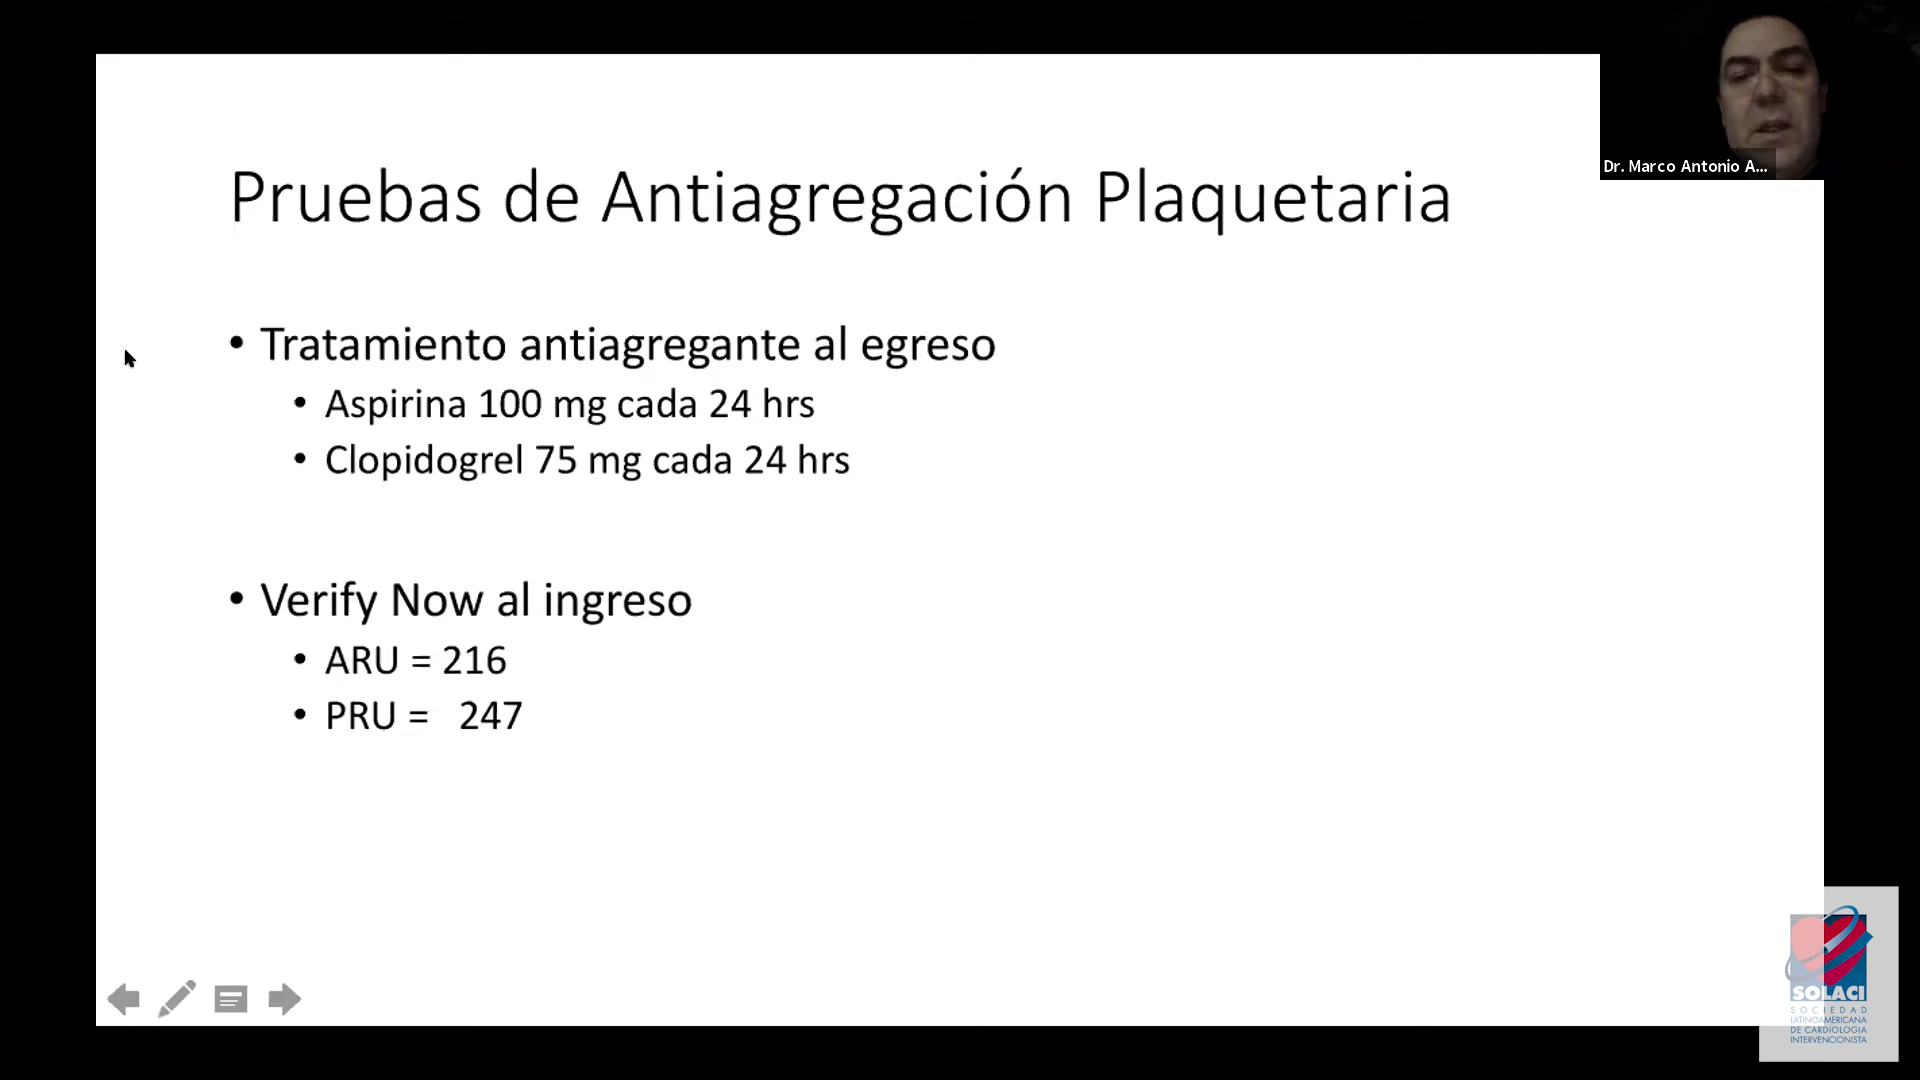 Dr. Marco Antonio A...
Pruebas de Antiagregación Plaquetaria
• Tratamiento antiagregante al egreso
• Aspirina 100 mg cada 24 hrs
• Clopidogrel 75 mg cada 24 hrs
• Verify Now al ingreso
• ARU = 216
• PRU = 247
SOLACI
SOCIEDAD
LATINOAMERICANA
DE CARDIOLOGIA
INTERVENCIONISTA